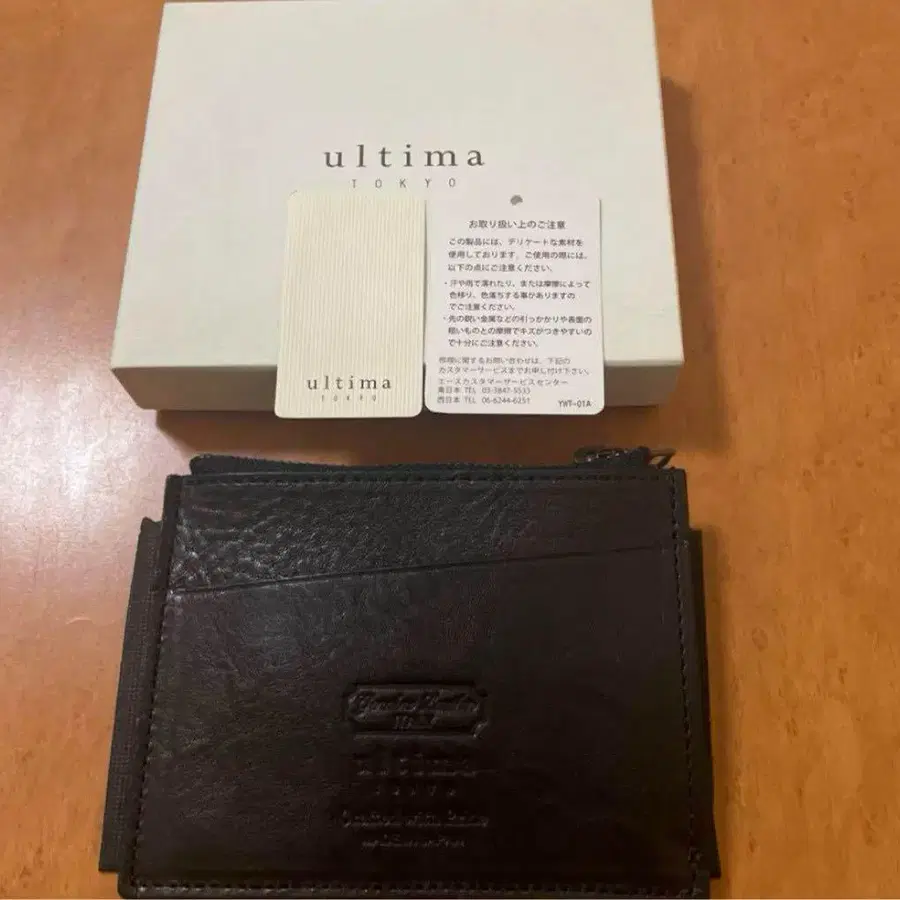 ultima
TOKYO
ultima
TOKYO
お取り扱い上のご注意
この製品には、デリケートな素材を
使用しております。ご使用の際には、
以下の点にご注意ください。
・汗や雨で濡れたり、または摩擦によって
色移り、色落ちする事がありますの
でご注意ください。
・先の鋭い金属などの引っかかりや表面の
粗いものとの摩擦でキズがつきやすいの
で十分にご注意ください。
修理に関するお問い合わせは、下記の
カスタマーサービスまでお申し付け下さい。
エースカスタマーサービスセンター
東日本 TEL 03-3847-5535
西日本 TEL 06-6244-6251
YWT-01A
Genuine Leather
ultima
TOKYO
Crafted with Pride